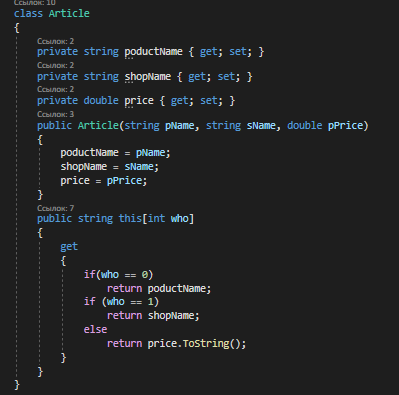 Ссылок: 10
class Article
{
Ссылок: 2
private string poductName { get; set; }
Ссылок: 2
private string shopName { get; set; }
Ссылок: 2
private double price { get; set; }
Ссылок: 3
public Article(string pName, string sName, double pPrice)
{
poductName = pName;
shopName = sName;
price = pPrice;
}
Ссылок: 7
public string this[int who]
{
get
{
if(who == 0)
return poductName;
if (who == 1)
return shopName;
else
return price.ToString();
}
}
}